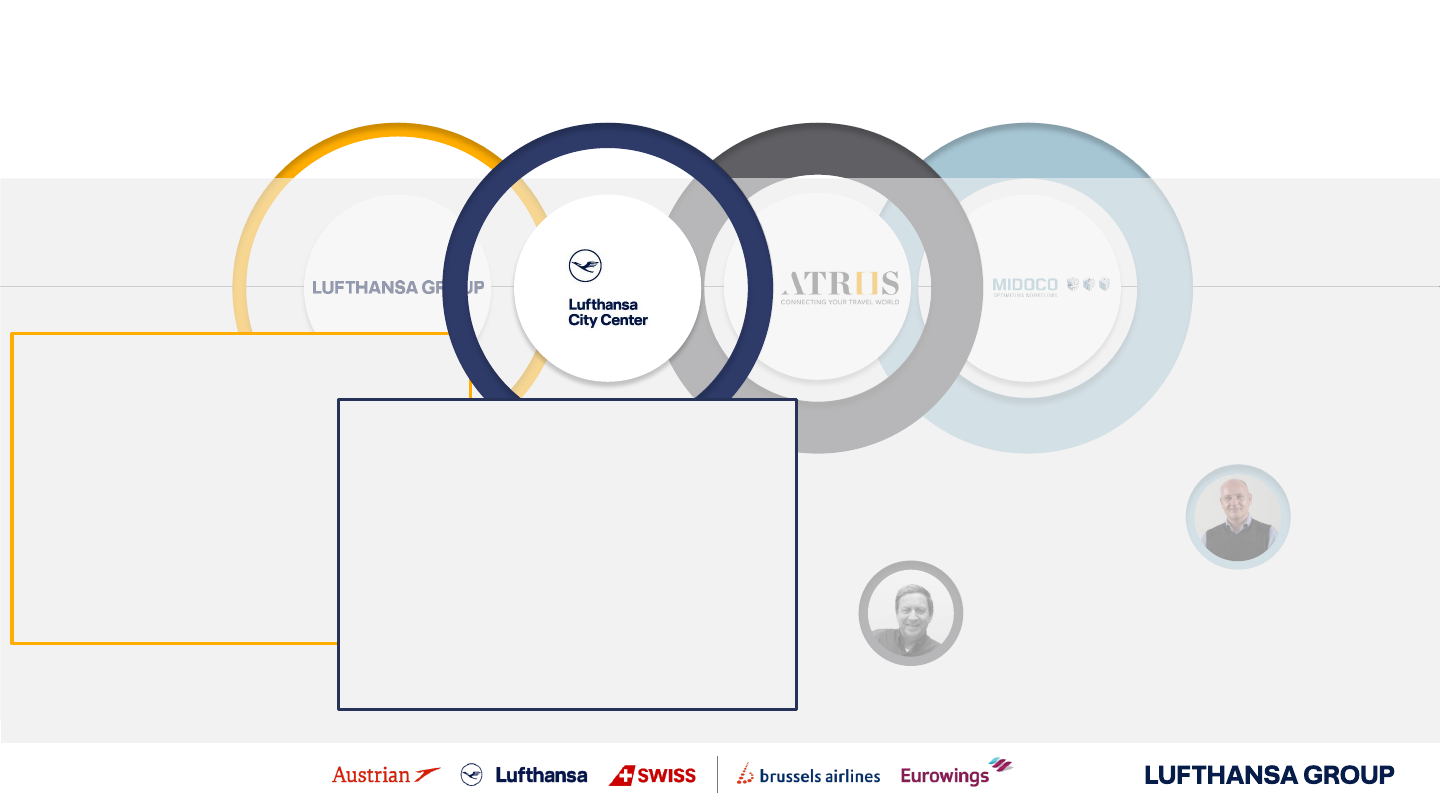 LUFTHANSA GROUP
Lufthansa
City Center
ATRIIS
CONNECTING YOUR TRAVEL WORLD
MIDOCO
OPTIMIZING WORKFLOWS
Austrian
Lufthansa
SWISS
brussels airlines
Eurowings
LUFTHANSA GROUP